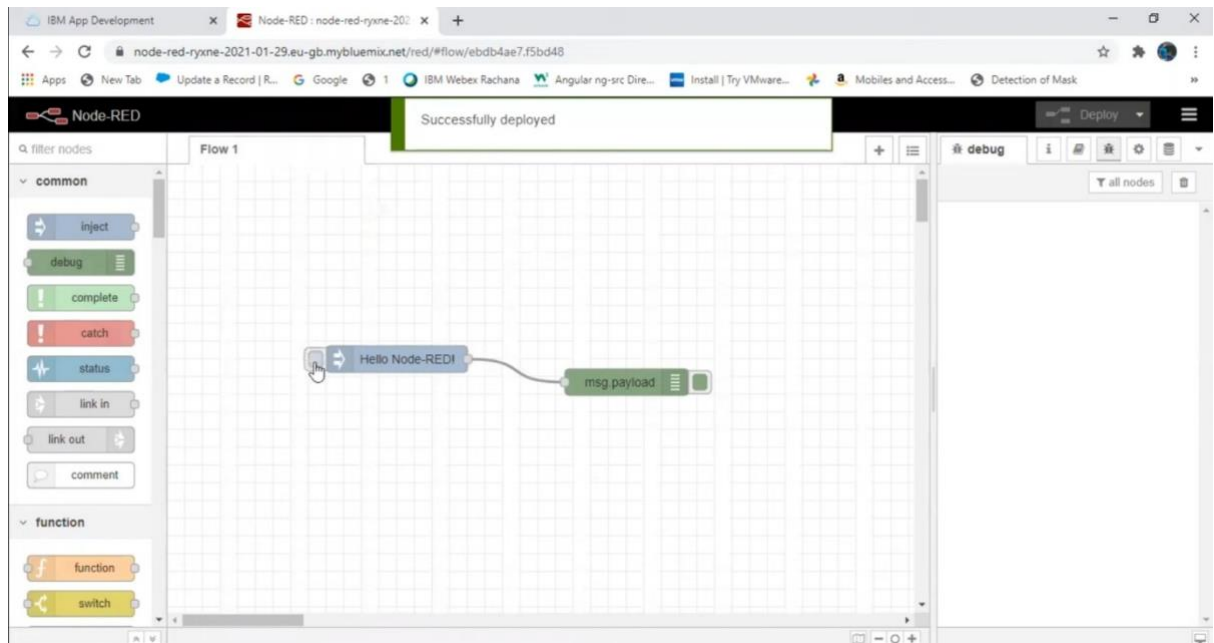 IBM App Development
Node-RED : node-red-ryxne-202
node-red-ryxne-2021-01-29.eu-gb.mybluemix.net/red/#flow/ebdb4ae7.f5bd48
Apps New Tab Update a Record | R... Google 1 IBM Webex Rachana Angular ng-src Dire... Install | Try VMware... Mobiles and Access... Detection of Mask »
Node-RED
Successfully deployed
Deploy
filter nodes
Flow 1
debug
i
all nodes
common
inject
debug
complete
catch
status
link in
link out
comment
function
function
switch
Hello Node-RED!
msg.payload